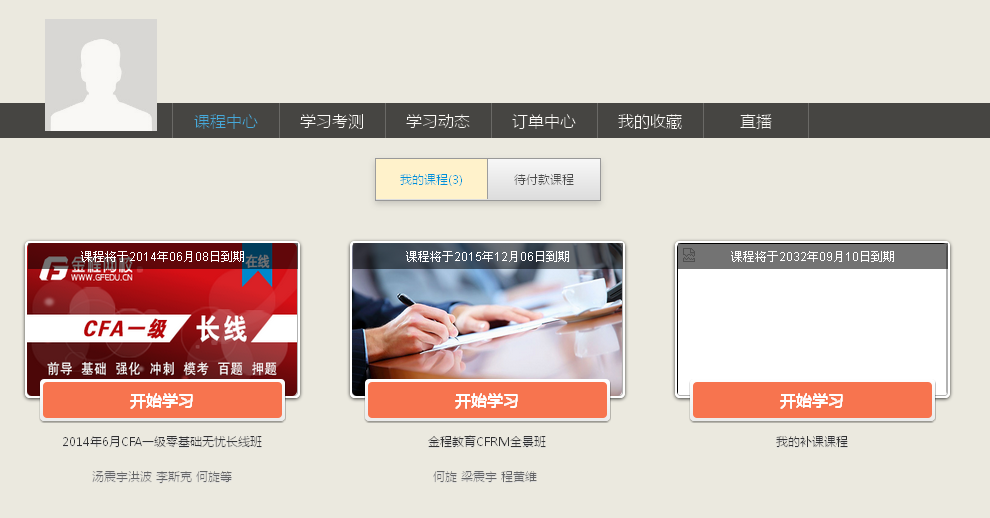 课程中心 学习考测 学习动态 订单中心 我的收藏 直播
我的课程(3) 待付款课程
课程将于2014年06月08日到期
在线
金程网校
WWW.GFEDU.CN
CFA一级 长线
前导 基础 强化 冲刺 模考 百题 押题
开始学习
2014年6月CFA一级零基础无忧长线班
汤震宇洪波 李斯克 何旋等
课程将于2015年12月06日到期
开始学习
金程教育CFRM全景班
何旋 梁震宇 程黄维
课程将于2032年09月10日到期
开始学习
我的补课课程